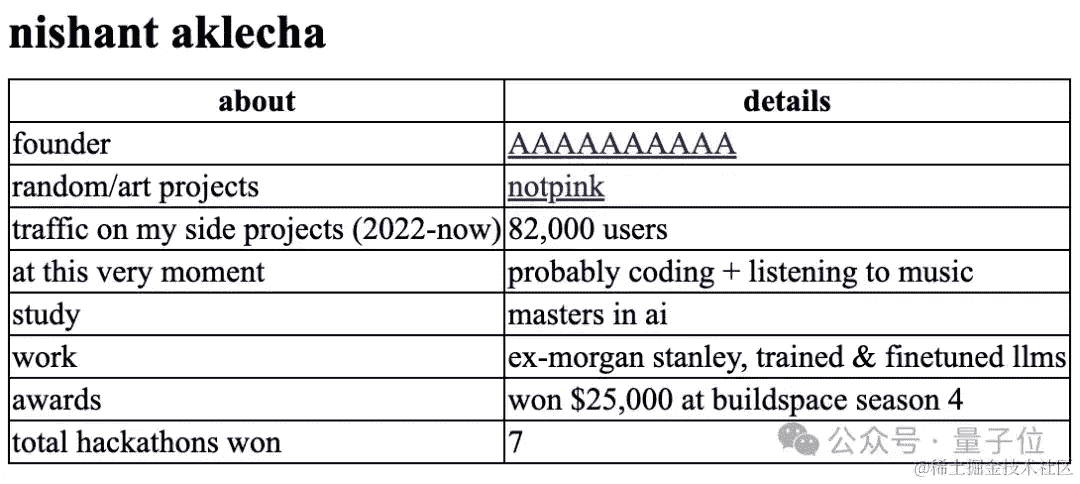 nishant aklecha
about details
founder AAAAAAAAAA
random/art projects notpink
traffic on my side projects (2022-now) 82,000 users
at this very moment probably coding + listening to music
study masters in ai
work ex-morgan stanley, trained & finetuned llms
awards won $25,000 at buildspace season 4
total hackathons won 7
公众号 · 量子位
@稀土掘金技术社区